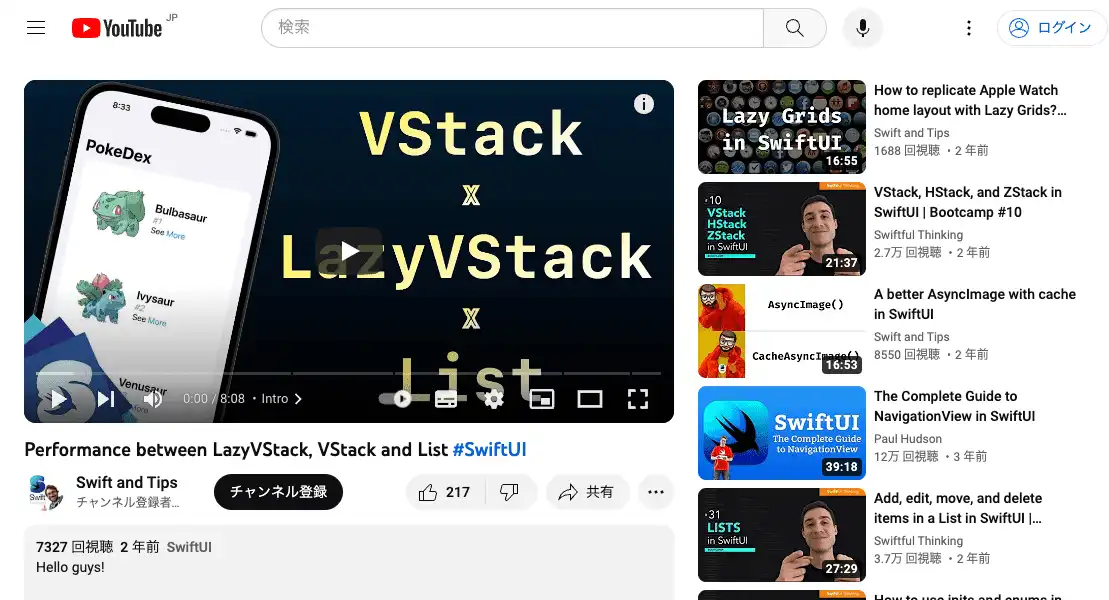 YouTube JP
検索
ログイン
8:33
PokeDex
Bulbasaur
#1
See More
Ivysaur
#2
See More
Venusaur
More
VStack
X
LazyVStack
X
List
0:00 / 8:08 ・ Intro
Performance between LazyVStack, VStack and List #SwiftUI
Swift and Tips
チャンネル登録者...
チャンネル登録
217
共有
7327 回視聴 2 年前 SwiftUI
Hello guys!
Lazy Grids
in SwiftUI
16:55
How to replicate Apple Watch
home layout with Lazy Grids?...
Swift and Tips
1688 回視聴 ・2 年前
10
VStack
HStack
ZStack
in SwiftUI
21:37
VStack, HStack, and ZStack in
SwiftUI | Bootcamp #10
Swiftful Thinking
2.7万 回視聴 ・2 年前
AsyncImage()
CacheAsyncImage()
16:53
A better AsyncImage with cache
in SwiftUI
Swift and Tips
8550 回視聴 ・2 年前
SwiftUI
The Complete Guide
to NavigationView
39:18
The Complete Guide to
NavigationView in SwiftUI
Paul Hudson
12万 回視聴 ・3 年前
31
LISTS
in SwiftUI
27:29
Add, edit, move, and delete
items in a List in SwiftUI |...
Swiftful Thinking
3.7万 回視聴 ・2 年前
How to use inits and enums in